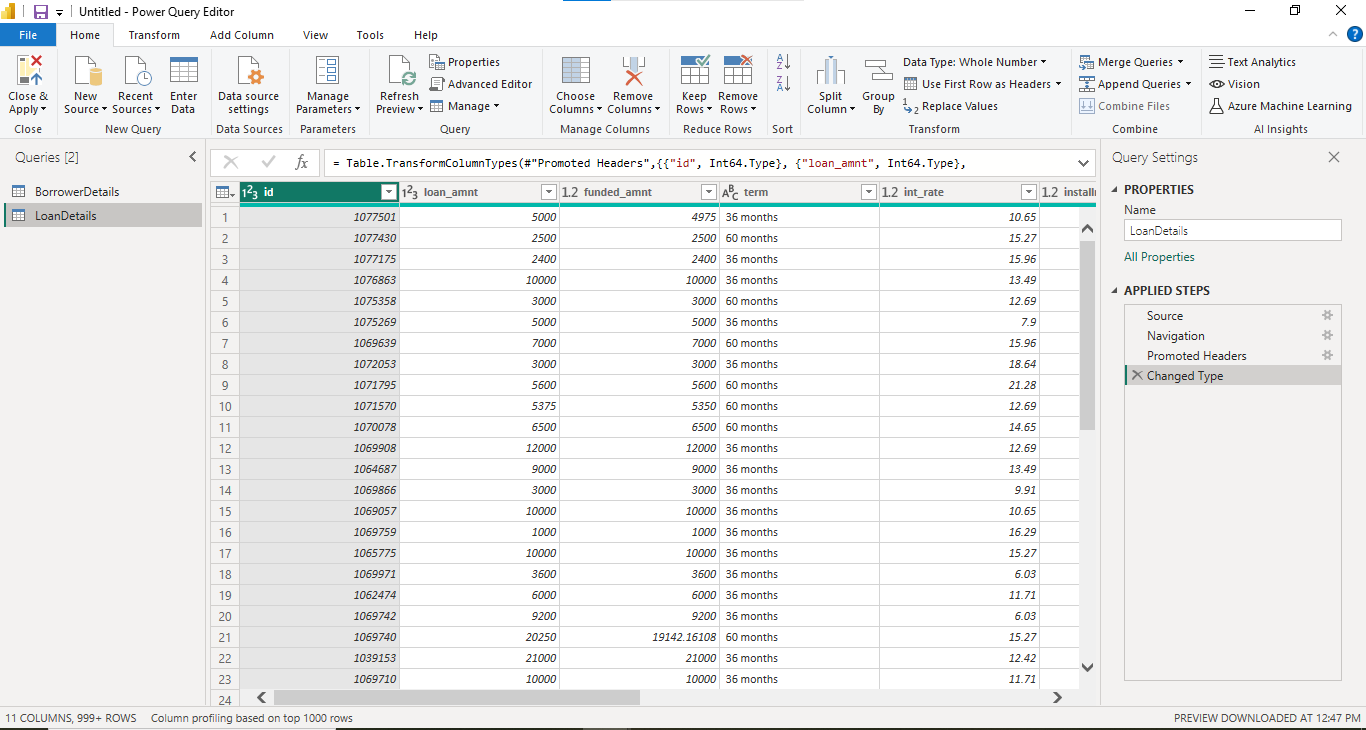 Untitled - Power Query Editor
File Home Transform Add Column View Tools Help
Close & Apply
Close
New Source
Recent Sources
Enter Data
New Query
Data source settings
Data Sources
Manage Parameters
Parameters
Refresh Preview
Properties
Advanced Editor
Manage
Query
Choose Columns
Remove Columns
Manage Columns
Keep Rows
Remove Rows
Reduce Rows
Sort
Split Column
Group By
Data Type: Whole Number
Use First Row as Headers
Replace Values
Transform
Merge Queries
Append Queries
Combine Files
Combine
Text Analytics
Vision
Azure Machine Learning
AI Insights
Queries [2]
BorrowerDetails
LoanDetails
fx = Table.TransformColumnTypes(#"Promoted Headers",{{"id", Int64.Type}, {"loan_amnt", Int64.Type},
123 id 123 loan_amnt 1.2 funded_amnt ABC term 1.2 int_rate 1.2
1 1077501 5000 4975 36 months 10.65
2 1077430 2500 2500 60 months 15.27
3 1077175 2400 2400 36 months 15.96
4 1076863 10000 10000 36 months 13.49
5 1075358 3000 3000 60 months 12.69
6 1075269 5000 5000 36 months 7.9
7 1069639 7000 7000 60 months 15.96
8 1072053 3000 3000 36 months 18.64
9 1071795 5600 5600 60 months 21.28
10 1071570 5375 5350 60 months 12.69
11 1070078 6500 6500 60 months 14.65
12 1069908 12000 12000 36 months 12.69
13 1064687 9000 9000 36 months 13.49
14 1069866 3000 3000 36 months 9.91
15 1069057 10000 10000 36 months 10.65
16 1069759 1000 1000 36 months 16.29
17 1065775 10000 10000 36 months 15.27
18 1069971 3600 3600 36 months 6.03
19 1062474 6000 6000 36 months 11.71
20 1069742 9200 9200 36 months 6.03
21 1069740 20250 19142.16108 60 months 15.27
22 1039153 21000 21000 36 months 12.42
23 1069710 10000 10000 36 months 11.71
24
Query Settings
PROPERTIES
Name
LoanDetails
All Properties
APPLIED STEPS
Source
Navigation
Promoted Headers
Changed Type
11 COLUMNS, 999+ ROWS Column profiling based on top 1000 rows
PREVIEW DOWNLOADED AT 12:47 PM